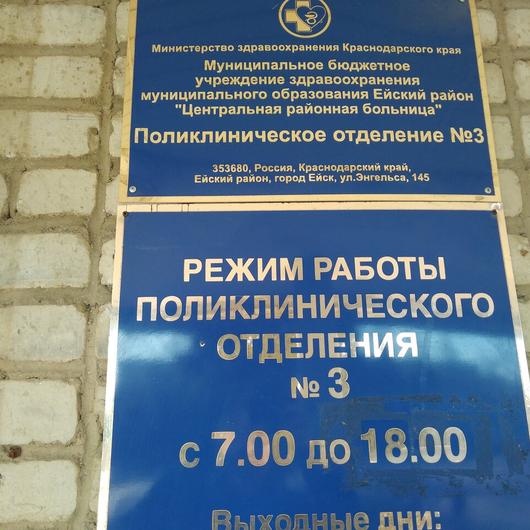 Министерство здравоохранения Краснодарского края
Муниципальное бюджетное
учреждение здравоохранения
муниципального образования Ейский район
"Центральная районная больница"
Поликлиническое отделение №3
353680, Россия, Краснодарский край,
Ейский район, город Ейск, ул.Энгельса, 145
РЕЖИМ РАБОТЫ
ПОЛИКЛИНИЧЕСКОГО
ОТДЕЛЕНИЯ
№ 3
с 7.00 до 18.00
Выходные дни: